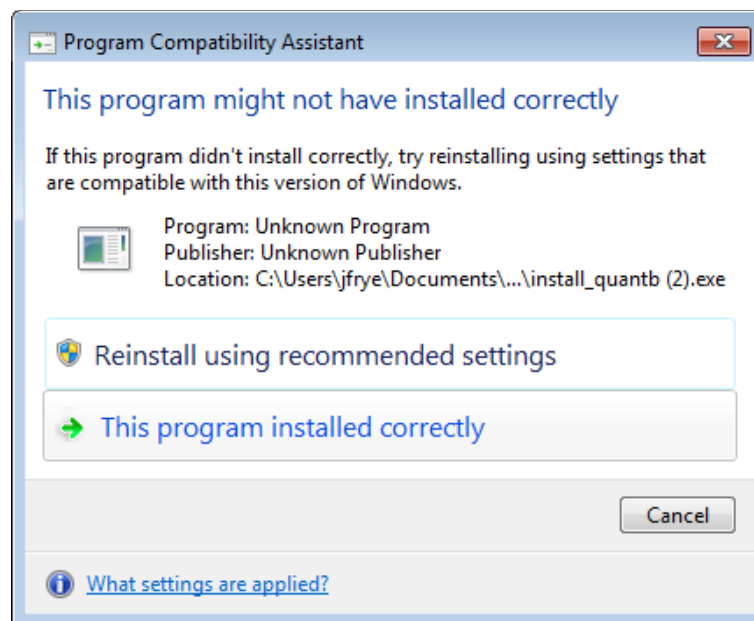 Program Compatibility Assistant
This program might not have installed correctly
If this program didn't install correctly, try reinstalling using settings that
are compatible with this version of Windows.
Program: Unknown Program
Publisher: Unknown Publisher
Location: C:\Users\jfrye\Documents\...\install_quantb (2).exe
Reinstall using recommended settings
This program installed correctly
Cancel
What settings are applied?